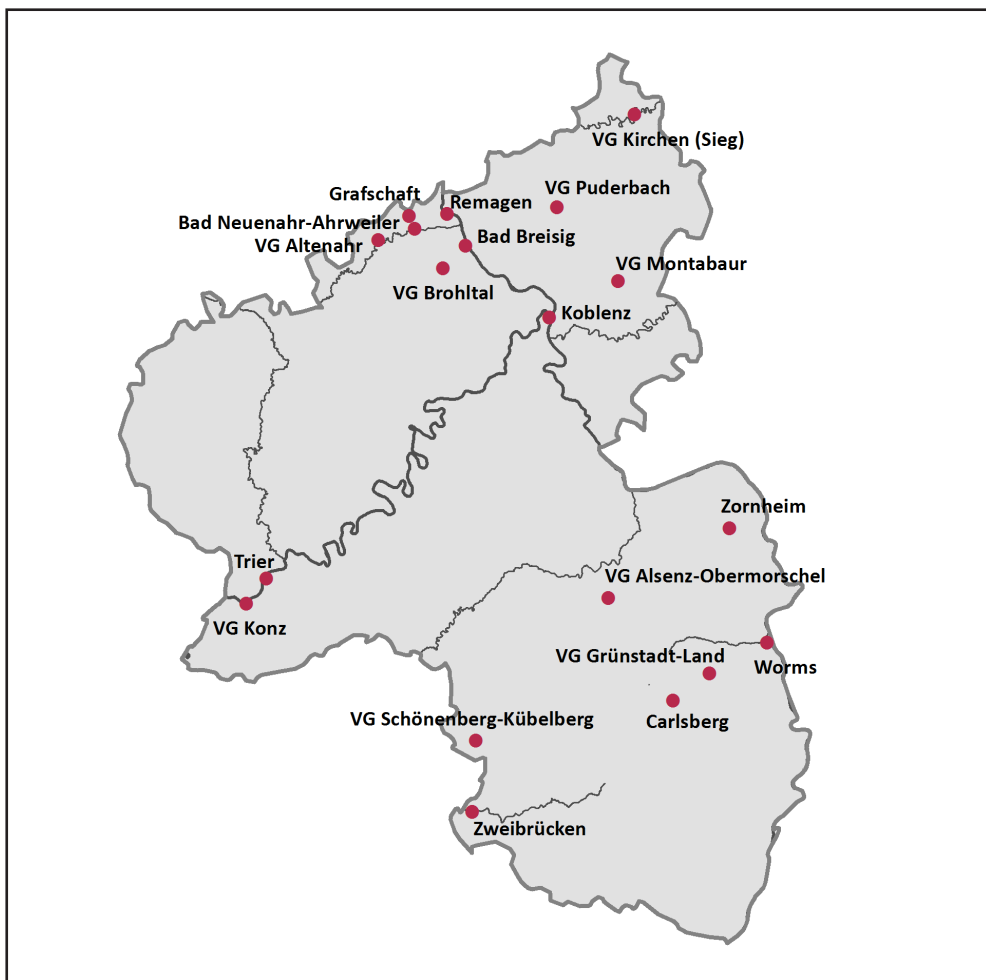 VG Kirchen (Sieg)
VG Puderbach
Grafschaft
Remagen
Bad Neuenahr-Ahrweiler
Bad Breisig
VG Altenahr
VG Montabaur
VG Brohltal
Koblenz
Zornheim
Trier
VG Alsenz-Obermorschel
VG Konz
VG Grünstadt-Land
Worms
VG Schönenberg-Kübelberg
Carlsberg
Zweibrücken